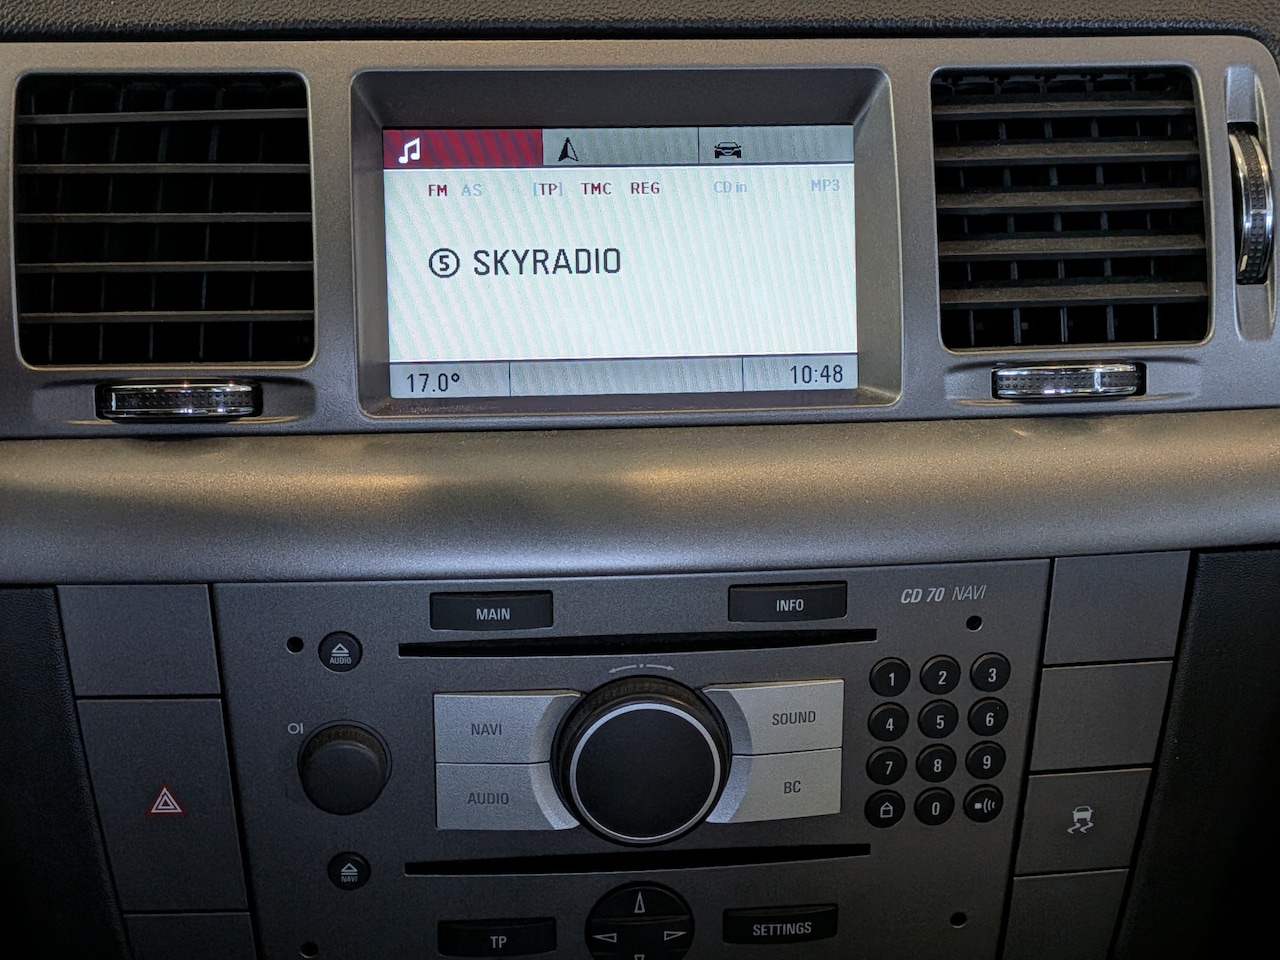 FM AS [TP] TMC REG CD in MP3
5 SKYRADIO
17.0° 10:48
MAIN
INFO
CD 70 NAVI
AUDIO
NAVI
SOUND
AUDIO
BC
1 2 3
4 5 6
7 8 9
0
NAVI
TP
SETTINGS